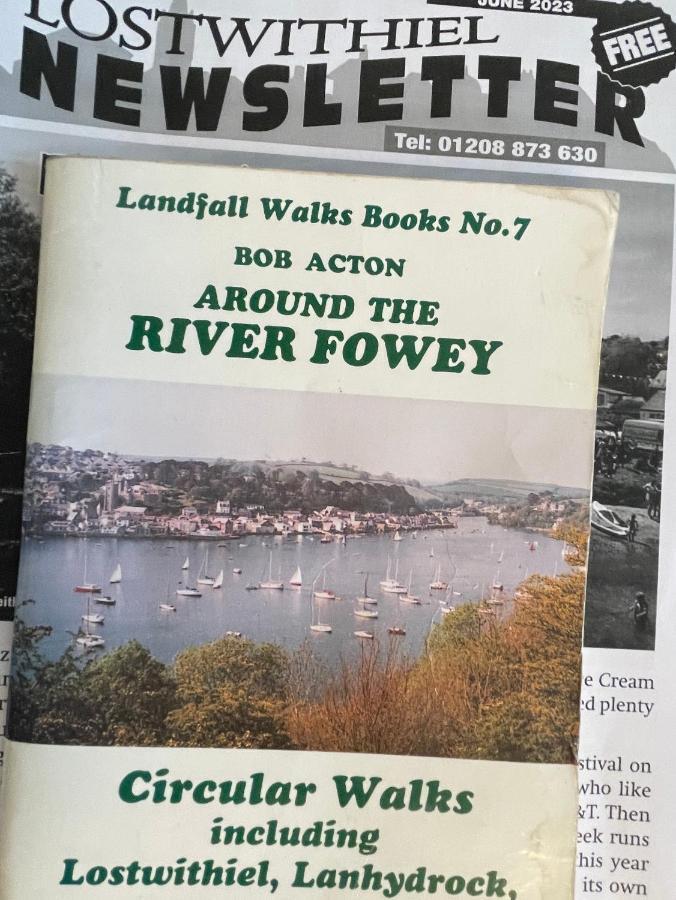 JUNE 2023
LOSTWITHIEL
FREE
NEWSLETTER
Tel: 01208 873 630
Landfall Walks Books No.7
BOB ACTON
AROUND THE
RIVER FOWEY
Circular Walks
including
Lostwithiel, Lanhydrock,
e Cream
ed plenty
stival on
who like
&T. Then
eek runs
this year
its own